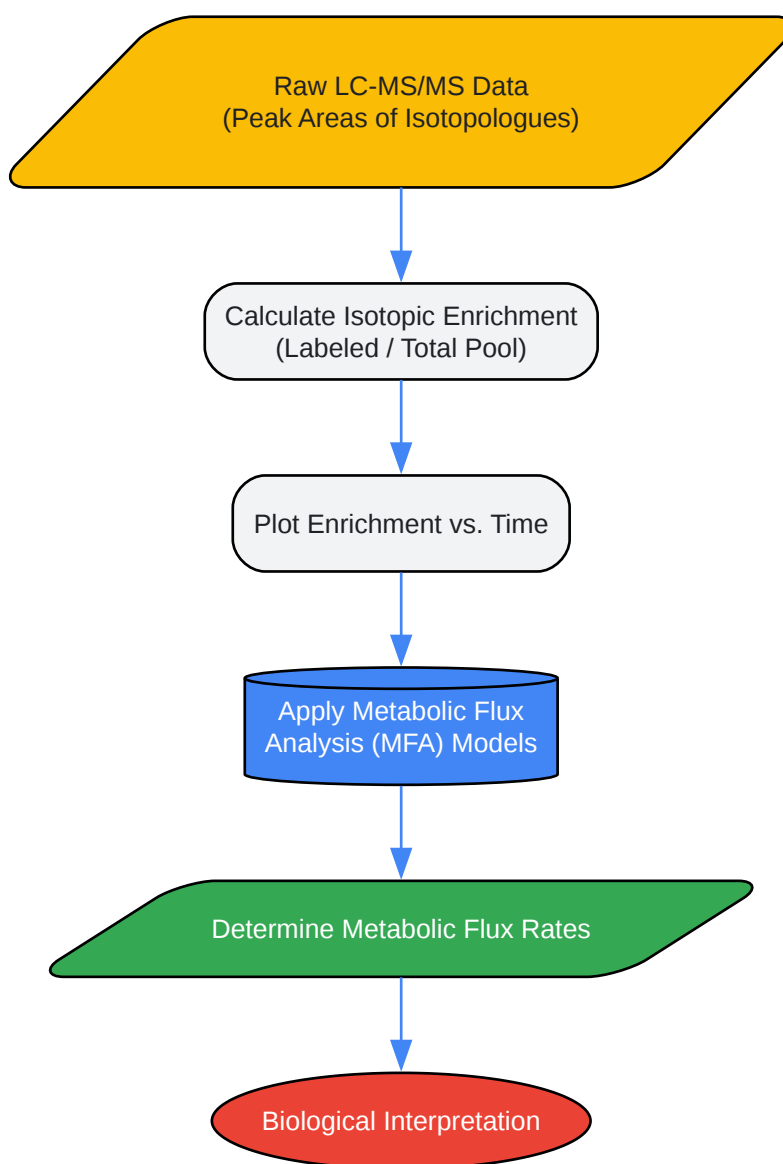 Raw LC-MS/MS Data
(Peak Areas of Isotopologues)
Calculate Isotopic Enrichment
(Labeled / Total Pool)
Plot Enrichment vs. Time
Apply Metabolic Flux
Analysis (MFA) Models
Determine Metabolic Flux Rates
Biological Interpretation